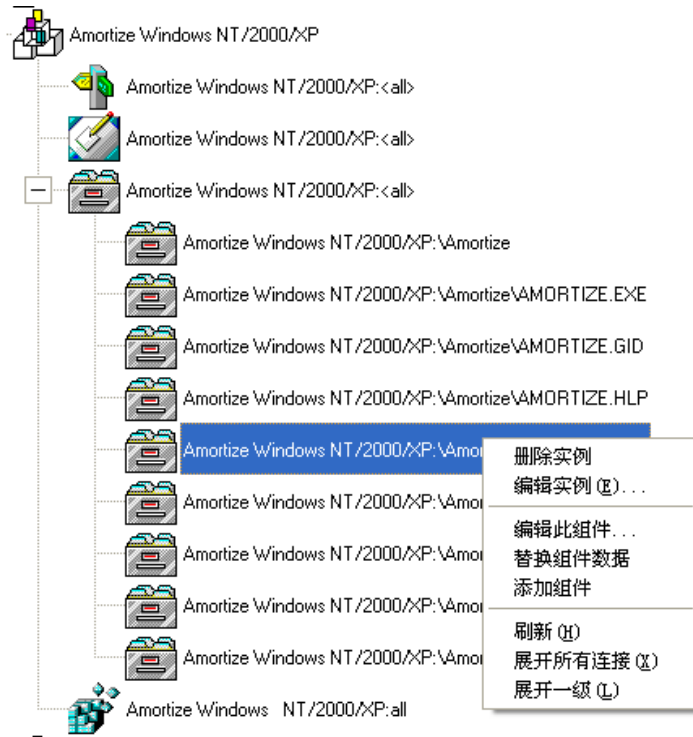 Amortize Windows NT/2000/XP
Amortize Windows NT/2000/XP:<all>
Amortize Windows NT/2000/XP:<all>
Amortize Windows NT/2000/XP:<all>
Amortize Windows NT/2000/XP:\Amortize
Amortize Windows NT/2000/XP:\Amortize\AMORTIZE.EXE
Amortize Windows NT/2000/XP:\Amortize\AMORTIZE.GID
Amortize Windows NT/2000/XP:\Amortize\AMORTIZE.HLP
Amortize Windows NT/2000/XP:\Amo
Amortize Windows NT/2000/XP:\Amo
Amortize Windows NT/2000/XP:\Amo
Amortize Windows NT/2000/XP:\Amo
Amortize Windows NT/2000/XP:\Amo
Amortize Windows NT/2000/XP:all
删除实例
编辑实例(E)...
编辑此组件...
替换组件数据
添加组件
刷新(H)
展开所有连接(X)
展开一级(L)